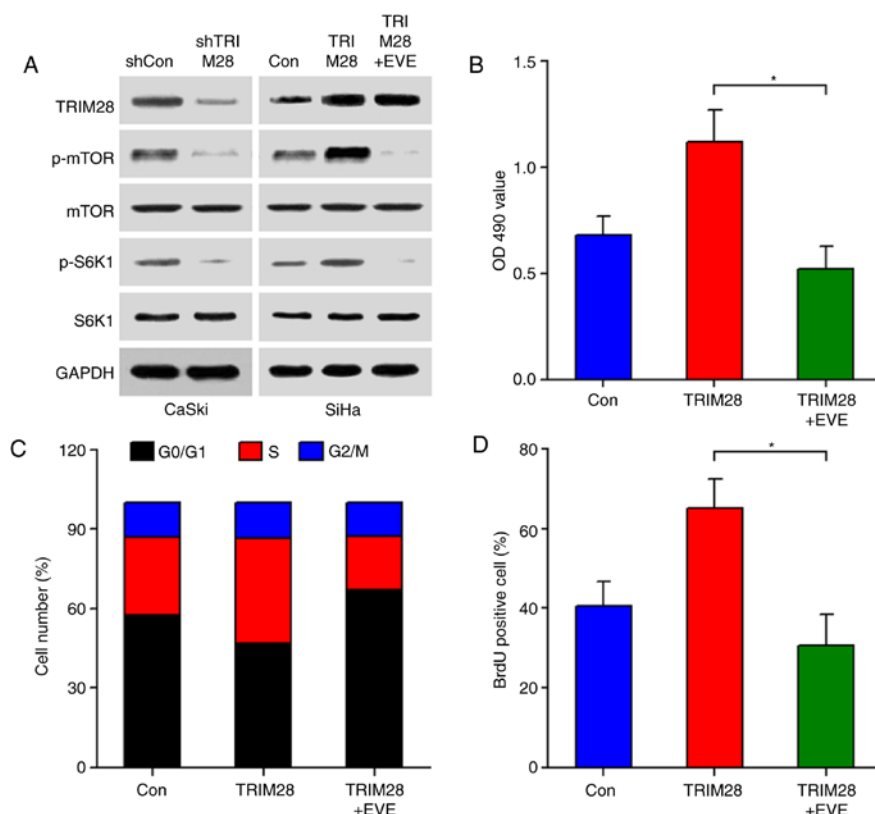 A
shCon
shTRI
M28
Con
TRI
M28
TRI
M28
+EVE
TRIM28
p-mTOR
mTOR
p-S6K1
S6K1
GAPDH
CaSki
SiHa
B
*
1.5
1.0
0.5
0.0
OD 490 value
Con
TRIM28
TRIM28
+EVE
C
G0/G1
S
G2/M
120
90
60
30
0
Cell number (%)
Con
TRIM28
TRIM28
+EVE
D
*
80
60
40
20
0
BrdU positive cell (%)
Con
TRIM28
TRIM28
+EVE